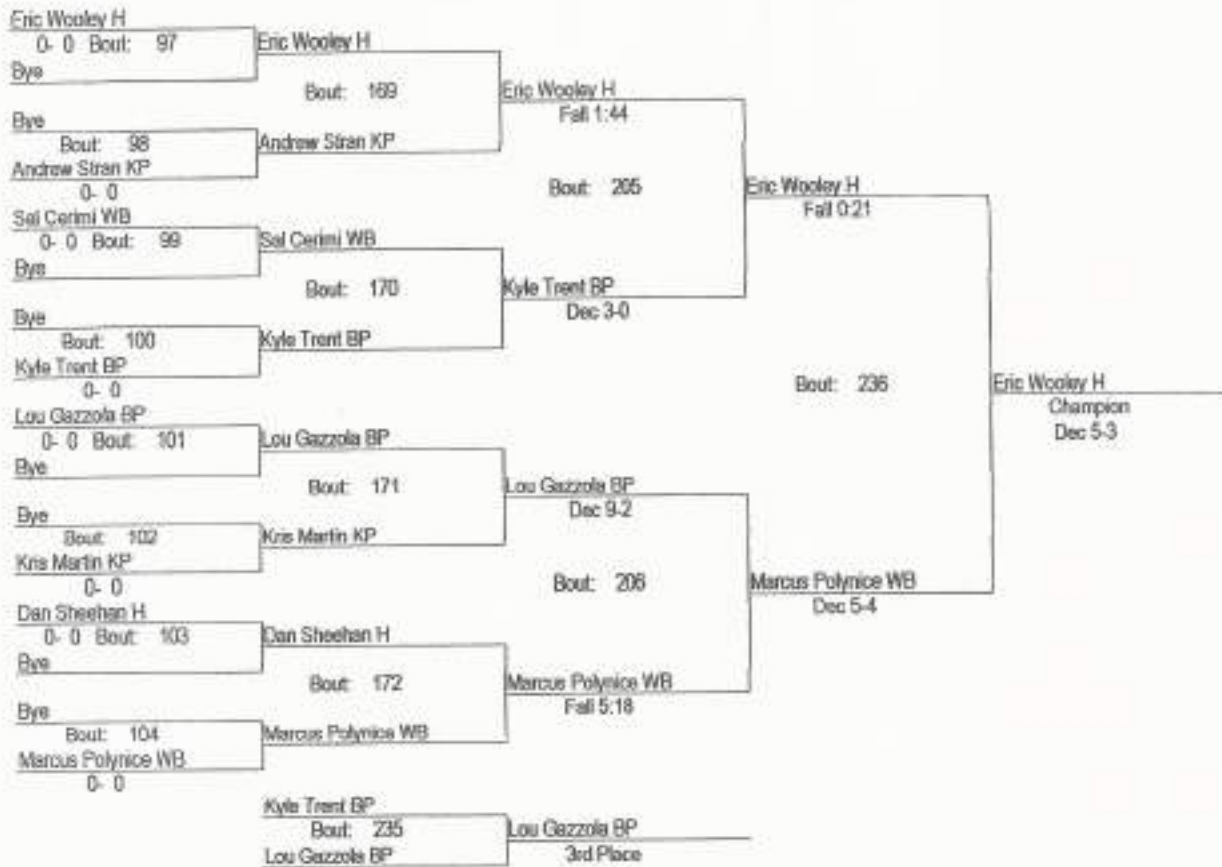 Eric Wooley H
0- 0 Bout: 97
Bye
Eric Wooley H
Bout: 169
Bye
Bout: 98
Andrew Stran KP
0- 0
Andrew Stran KP
Eric Wooley H
Fall 1:44
Bout: 205
Sal Cerimi WB
0- 0 Bout: 99
Bye
Sal Cerimi WB
Bout: 170
Bye
Bout: 100
Kyle Trent BP
0- 0
Kyle Trent BP
Kyle Trent BP
Dec 3-0
Eric Wooley H
Fall 0:21
Bout: 236
Lou Gazzola BP
0- 0 Bout: 101
Bye
Lou Gazzola BP
Bout: 171
Bye
Bout: 102
Kris Martin KP
0- 0
Kris Martin KP
Lou Gazzola BP
Dec 9-2
Bout: 206
Dan Sheehan H
0- 0 Bout: 103
Bye
Dan Sheehan H
Bout: 172
Bye
Bout: 104
Marcus Polynice WB
0- 0
Marcus Polynice WB
Marcus Polynice WB
Fall 5:18
Marcus Polynice WB
Dec 5-4
Eric Wooley H
Champion
Dec 5-3
Kyle Trent BP
Bout: 235
Lou Gazzola BP
Lou Gazzola BP
3rd Place